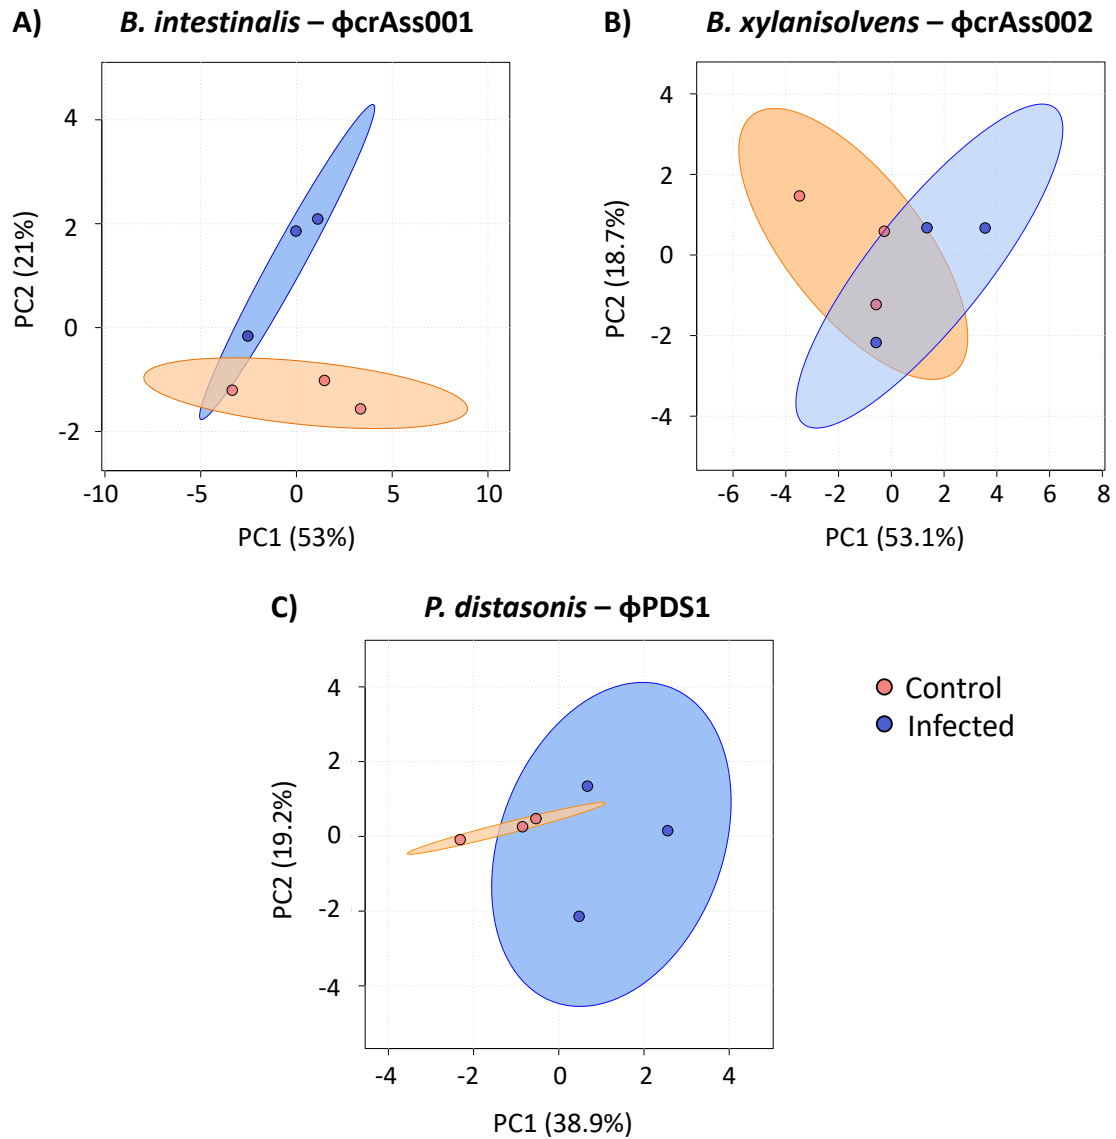 A) B. intestinalis – ϕcrAss001
4
2
0
-2
PC2 (21%)
-10 -5 0 5 10
PC1 (53%)
B) B. xylanisolvens – ϕcrAss002
4
2
0
-2
-4
PC2 (18.7%)
-6 -4 -2 0 2 4 6 8
PC1 (53.1%)
C) P. distasonis – ϕPDS1
4
2
0
-2
-4
PC2 (19.2%)
-4 -2 0 2 4
PC1 (38.9%)
Control
Infected